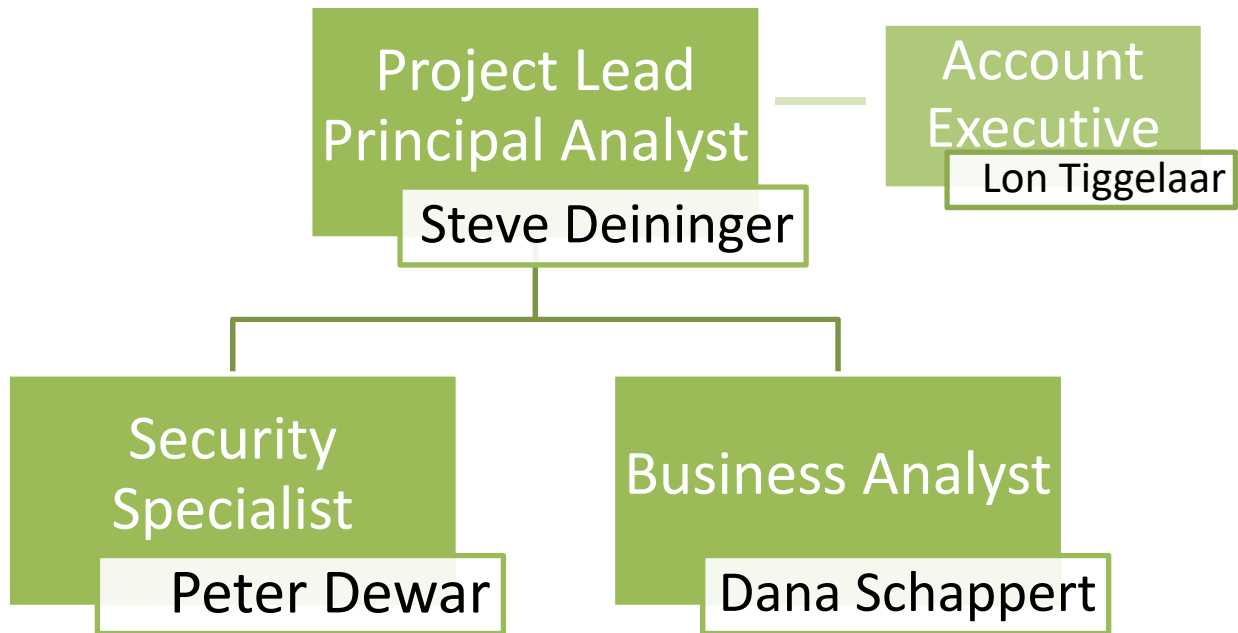 Project Lead
Principal Analyst
Steve Deininger
Account
Executive
Lon Tiggelaar
Security
Specialist
Peter Dewar
Business Analyst
Dana Schappert